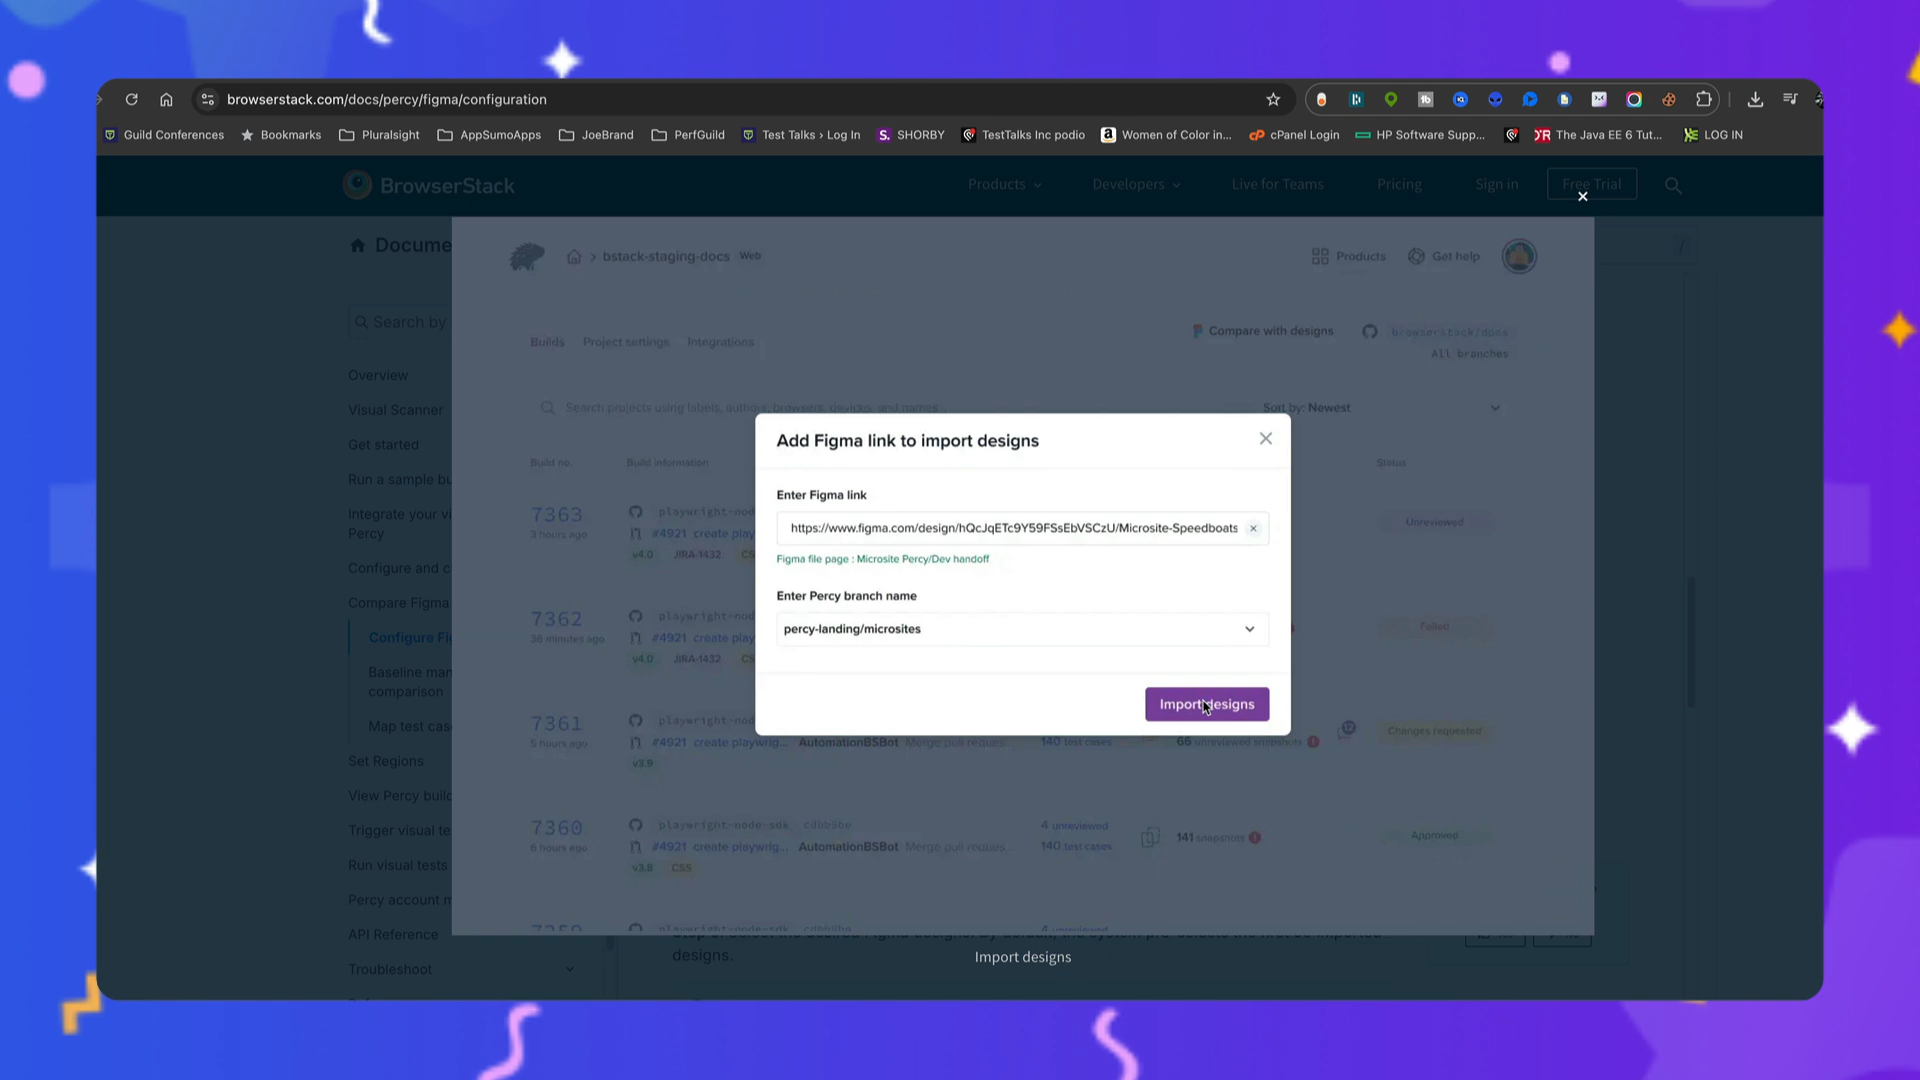 browserstack.com/docs/percy/figma/configuration
Guild Conferences
Bookmarks
Pluralsight
AppSumoApps
JoeBrand
PerfGuild
Test Talks › Log In
SHORBY
TestTalks Inc podio
Women of Color in...
cPanel Login
HP Software Supp...
The Java EE 6 Tut...
LOG IN
BrowserStack
Products
Developers
Live for Teams
Pricing
Sign in
Free Trial
Docume
Search by
Overview
Visual Scanner
Get started
Run a sample bu
Integrate your vi
Percy
Configure and c
Compare Figma
Configure Fi
Baseline man
comparison
Map test cas
Set Regions
View Percy build
Trigger visual te
Run visual tests
Percy account m
API Reference
Troubleshoot
> bstack-staging-docs Web
Products
Get help
Builds
Project settings
Integrations
Compare with designs
browserstack/docs
All branches
Search projects using labels, authors, browsers, devices, and names...
Sort by: Newest
Build no.
Build information
Status
7363
3 hours ago
playwright-nod
#4921 create play
v4.0 JIRA-1432 CS
Unreviewed
7362
36 minutes ago
playwright-nod
#4921 create play
v4.0 JIRA-1432 CS
Failed
7361
5 hours ago
playwright-nod
#4921 create playwrig... AutomationBSBot Merge pull reques...
v3.9
140 test cases
66 unreviewed snapshots
Changes requested
7360
6 hours ago
playwright-node-sdk cdbb3be
#4921 create playwrig... AutomationBSBot Merge pull reques...
v3.8 CSS
4 unreviewed
140 test cases
141 snapshots
Approved
Add Figma link to import designs
Enter Figma link
https://www.figma.com/design/hQcJqETc9Y59FSsEbVSCzU/Microsite-Speedboats
Figma file page : Microsite Percy/Dev handoff
Enter Percy branch name
percy-landing/microsites
Import designs
designs.
Import designs